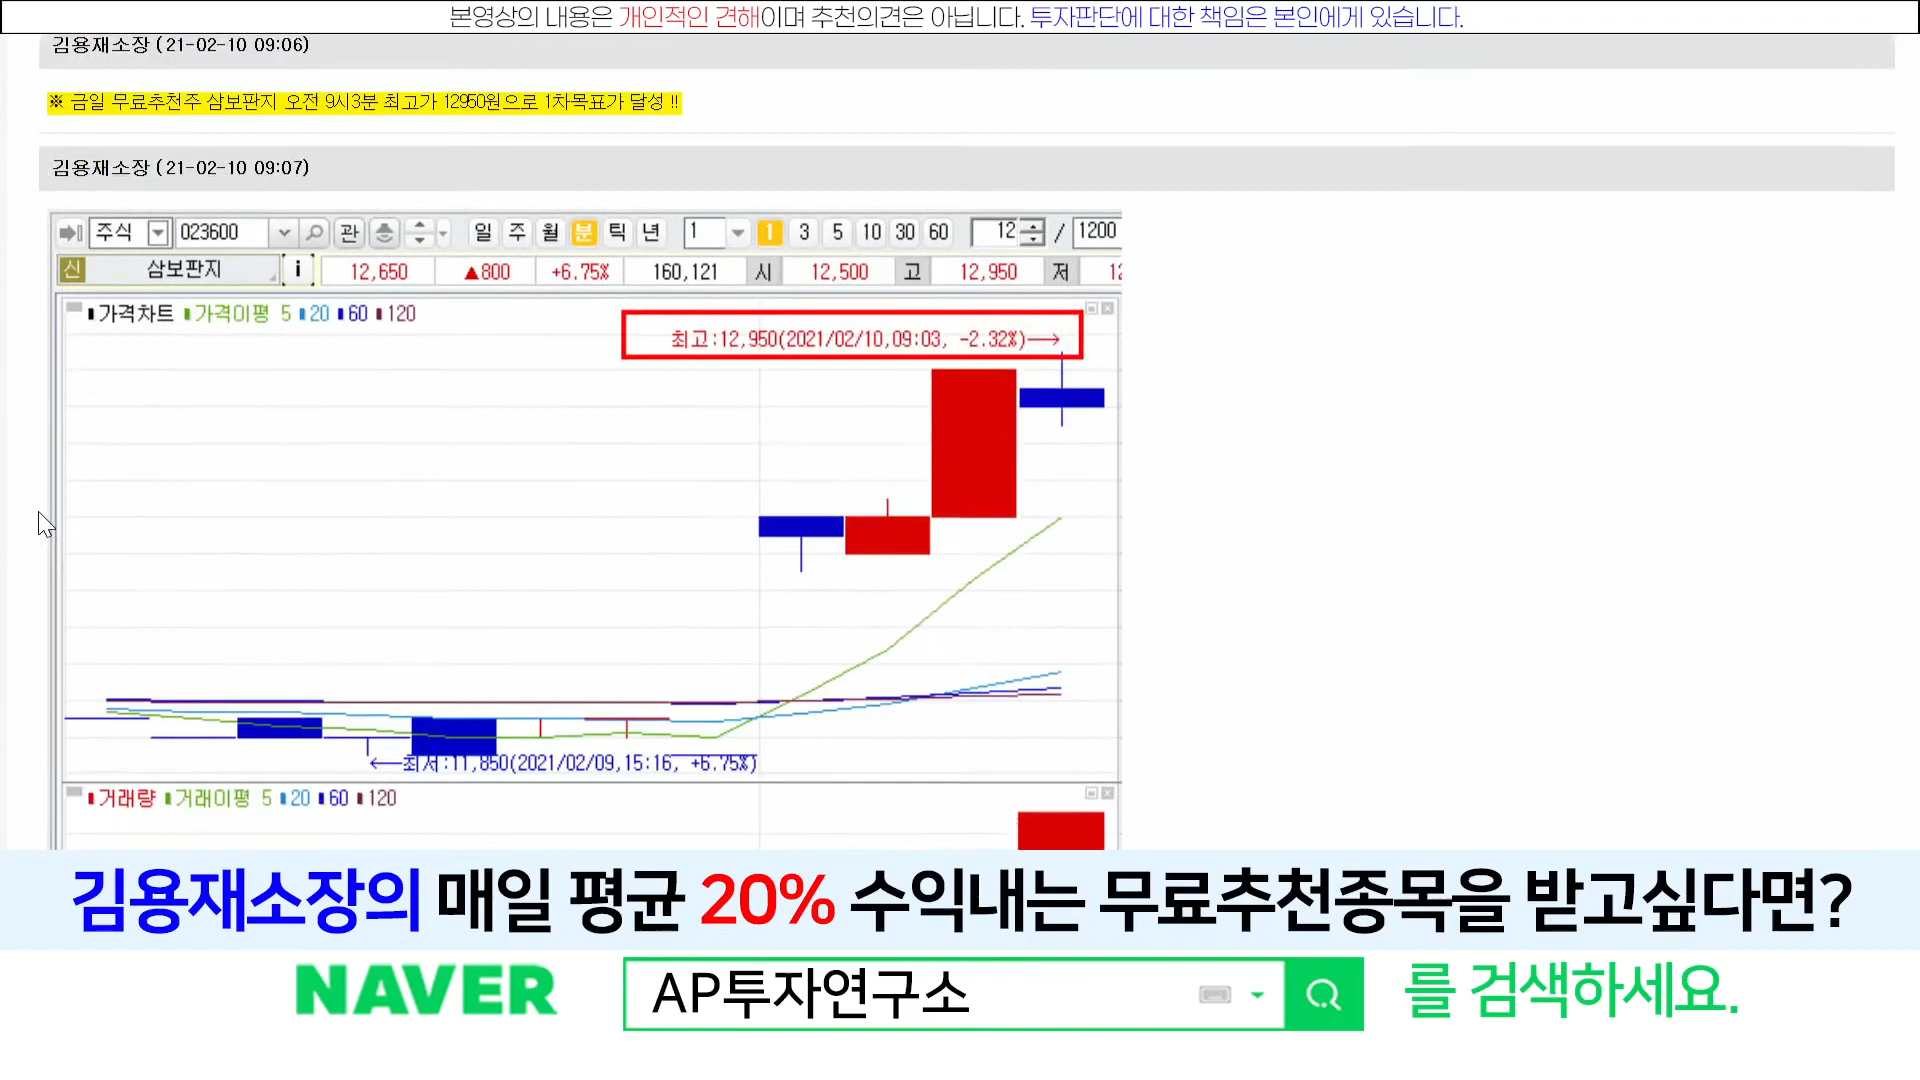 본영상의 내용은 개인적인 견해이며 추천의견은 아닙니다. 투자판단에 대한 책임은 본인에게 있습니다.
김용재소장 (21-02-10 09:06)
※ 금일 무료추천주 삼보판지 오전 9시3분 최고가 12950원으로 1차목표가 달성 !!
김용재소장 (21-02-10 09:07)
주식 023600 관 일 주 월 분 틱 년 1 1 3 5 10 30 60 12 / 1200
신 삼보판지 i 12,650 ▲800 +6.75% 160,121 시 12,500 고 12,950 저
가격차트 가격이평 5 20 60 120
최고:12,950(2021/02/10,09:03, -2.32%)→
←최저:11,850(2021/02/09,15:16, +6.75%)
거래량 거래이평 5 20 60 120
김용재소장의 매일 평균 20% 수익내는 무료추천종목을 받고싶다면?
NAVER AP투자연구소 를 검색하세요.